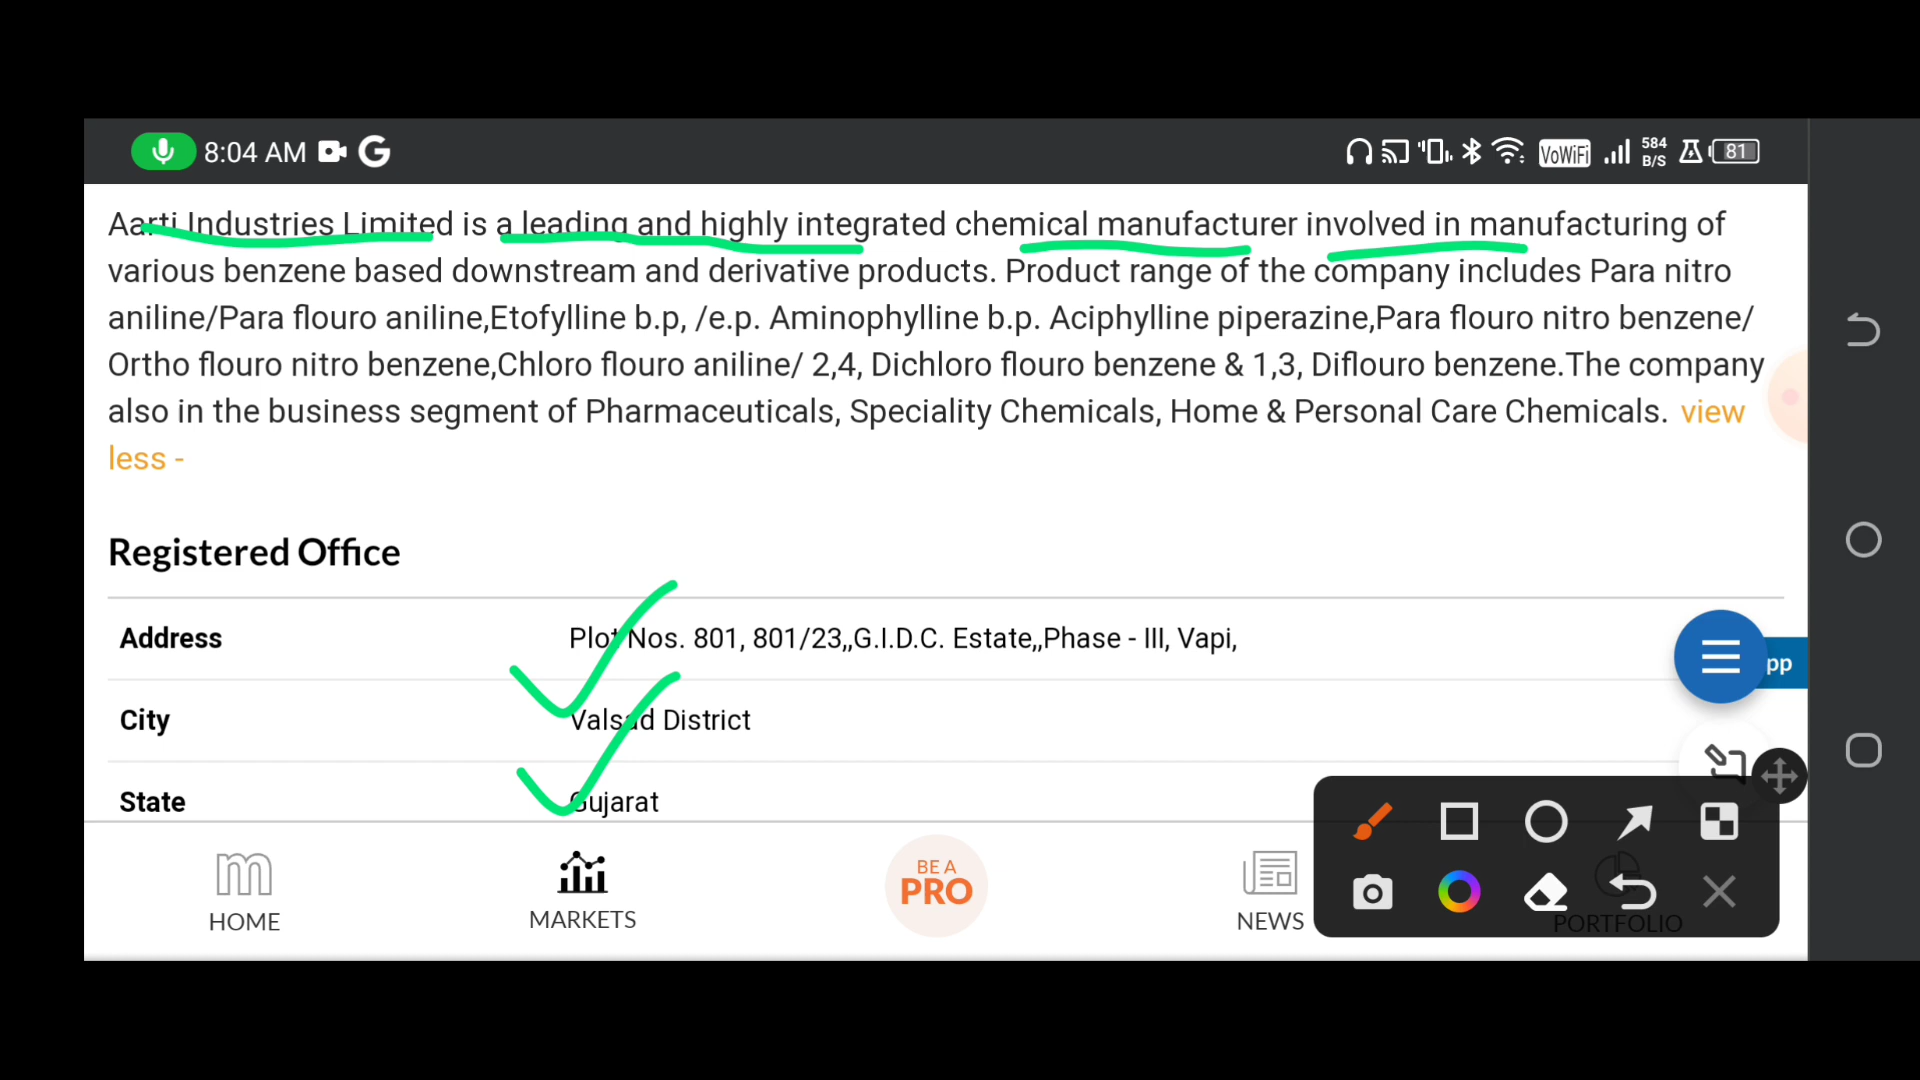 8:04 AM G VoWiFi 584 B/S 81
Aarti Industries Limited is a leading and highly integrated chemical manufacturer involved in manufacturing of
various benzene based downstream and derivative products. Product range of the company includes Para nitro
aniline/Para flouro aniline,Etofylline b.p, /e.p. Aminophylline b.p. Aciphylline piperazine,Para flouro nitro benzene/
Ortho flouro nitro benzene,Chloro flouro aniline/ 2,4, Dichloro flouro benzene & 1,3, Diflouro benzene.The company
also in the business segment of Pharmaceuticals, Speciality Chemicals, Home & Personal Care Chemicals. view
less -
Registered Office
Address Plot Nos. 801, 801/23,,G.I.D.C. Estate,,Phase - III, Vapi,
pp
City Valsad District
State Gujarat
m
HOME MARKETS BE A PRO NEWS PORTFOLIO